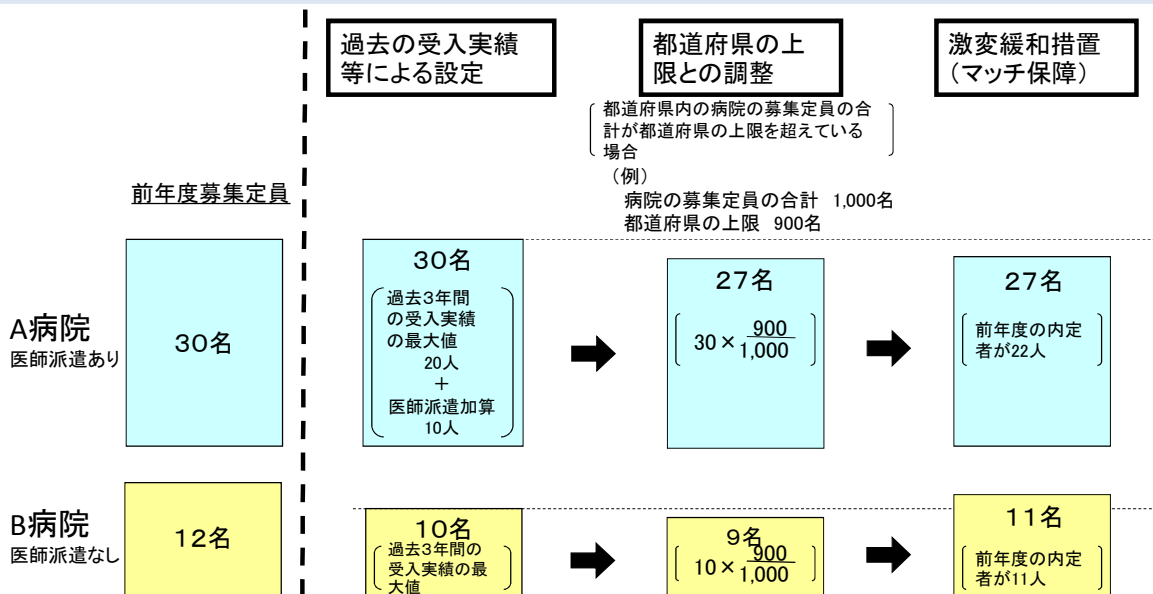 過去の受入実績
等による設定
都道府県の上
限との調整
激変緩和措置
(マッチ保障)
都道府県内の病院の募集定員の合
計が都道府県の上限を超えている
場合
(例)
病院の募集定員の合計 1,000名
都道府県の上限 900名
前年度募集定員
A病院
医師派遣あり
30名
30名
過去3年間
の受入実績
の最大値
20人
+
医師派遣加算
10人
27名
30×900/1,000
27名
前年度の内定
者が22人
B病院
医師派遣なし
12名
10名
過去3年間の
受入実績の最
大値
9名
10×900/1,000
11名
前年度の内定
者が11人